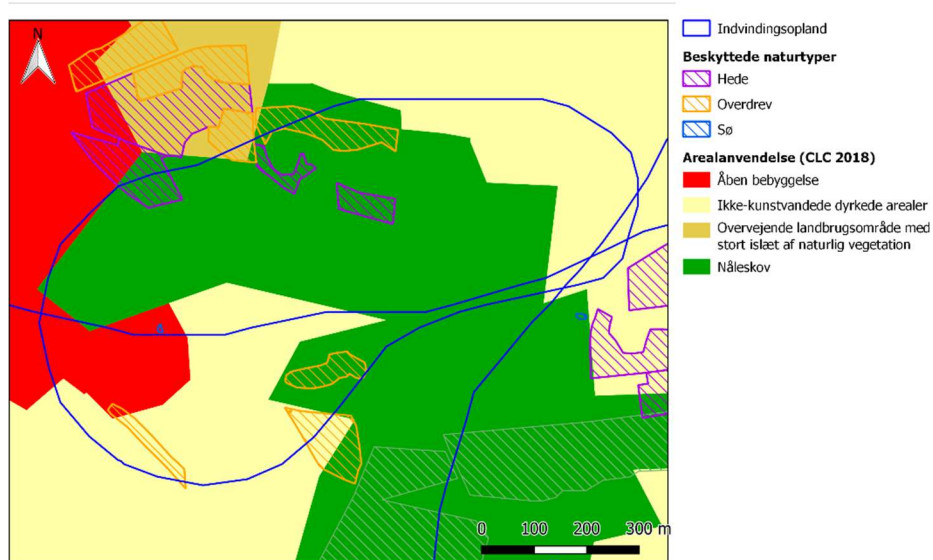 N
Indvindingsopland
Beskyttede naturtyper
Hede
Overdrev
Sø
Arealanvendelse (CLC 2018)
Åben bebyggelse
Ikke-kunstvandede dyrkede arealer
Overvejende landbrugsområde med
stort islæt af naturlig vegetation
Nåleskov
0 100 200 300 m